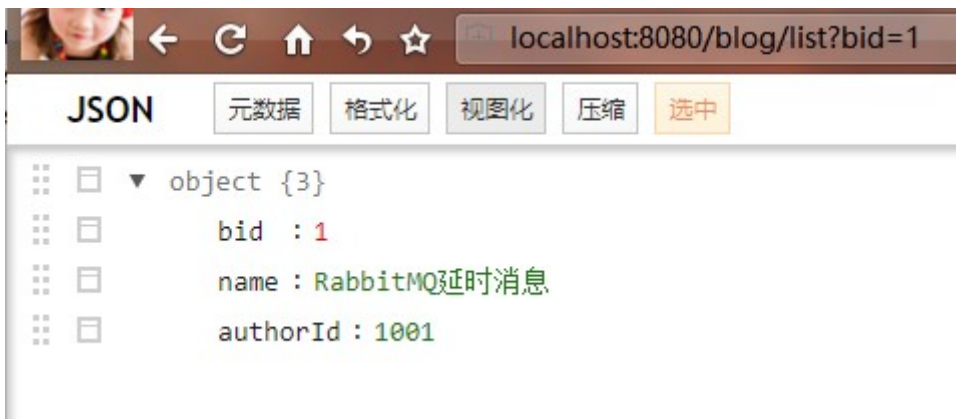 localhost:8080/blog/list?bid=1
JSON 元数据 格式化 视图化 压缩 选中
object {3}
bid :1
name:RabbitMQ延时消息
authorId:1001